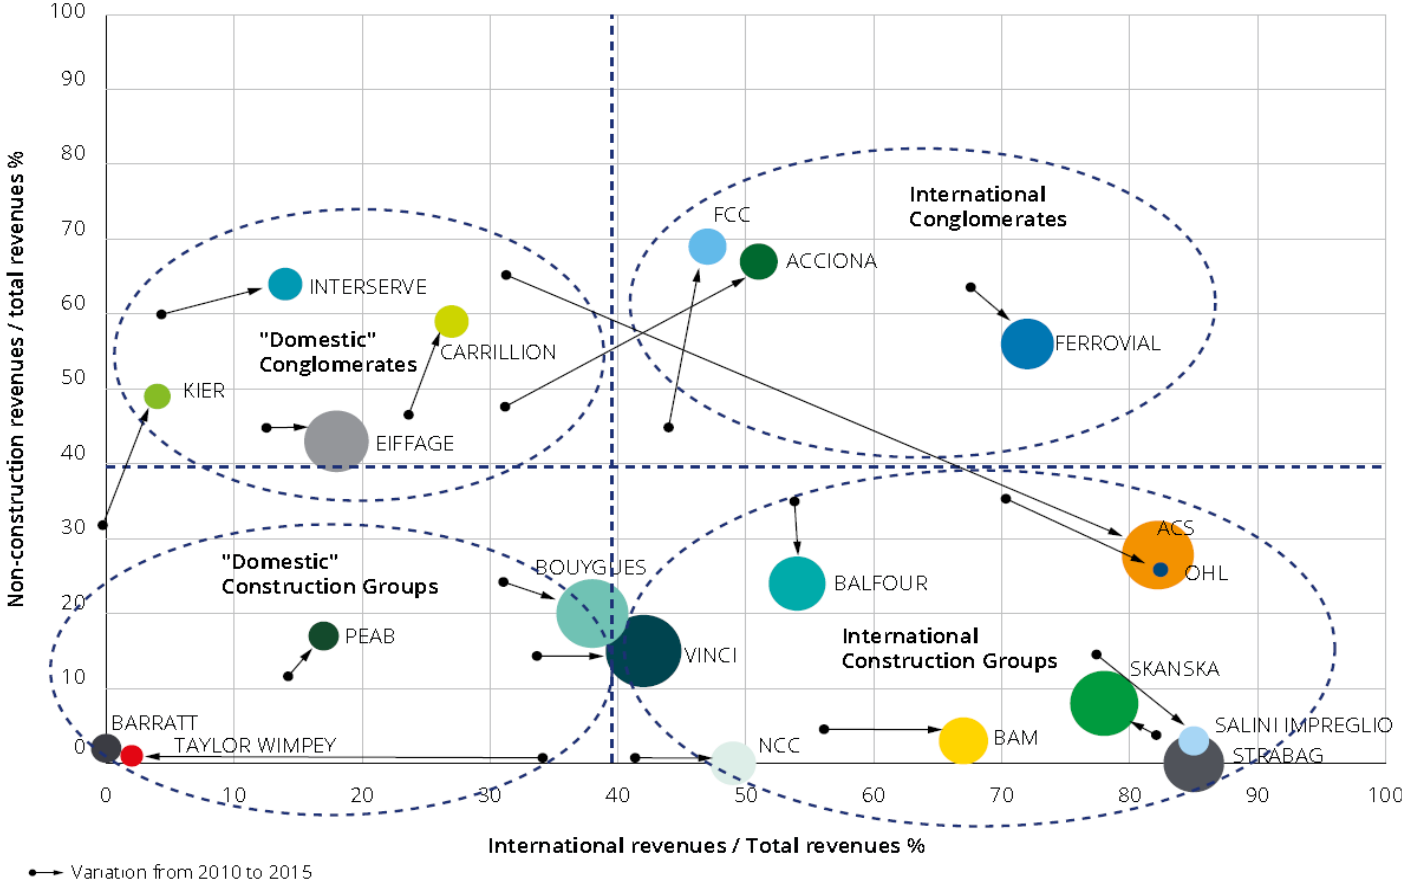 100
90
80
70
60
50
40
30
20
10
0
Non-construction revenues / total revenues %
International
Conglomerates
FCC
ACCIONA
INTERSERVE
"Domestic"
Conglomerates
CARRILLION
FERROVIAL
KIER
EIFFAGE
ACS
OHL
"Domestic"
Construction Groups
BOUYGUES
BALFOUR
PEAB
VINCI
International
Construction Groups
SKANSKA
BARRATT
TAYLOR WIMPEY
NCC
BAM
SALINI IMPREGLIO
STRABAG
0 10 20 30 40 50 60 70 80 90 100
International revenues / Total revenues %
Variation from 2010 to 2015